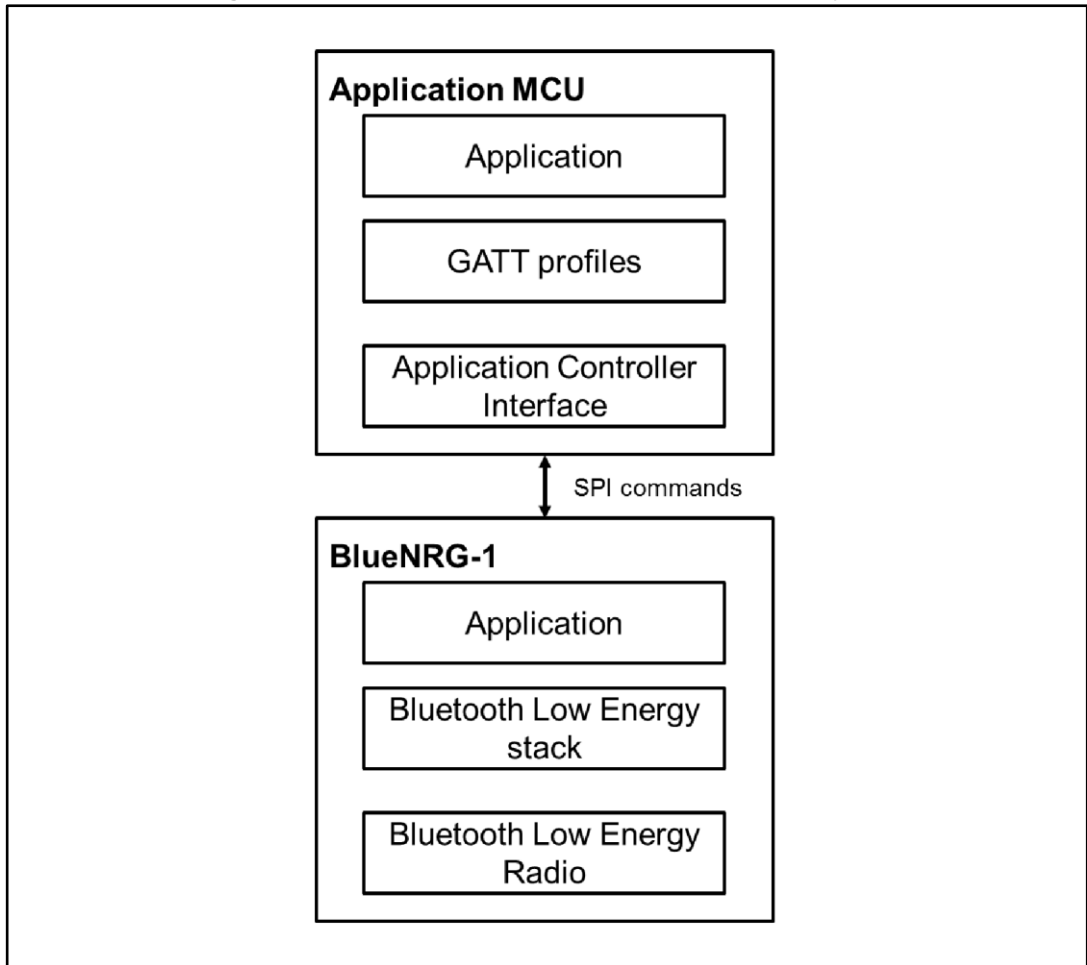 Application MCU
Application
GATT profiles
Application Controller
Interface
SPI commands
BlueNRG-1
Application
Bluetooth Low Energy
stack
Bluetooth Low Energy
Radio